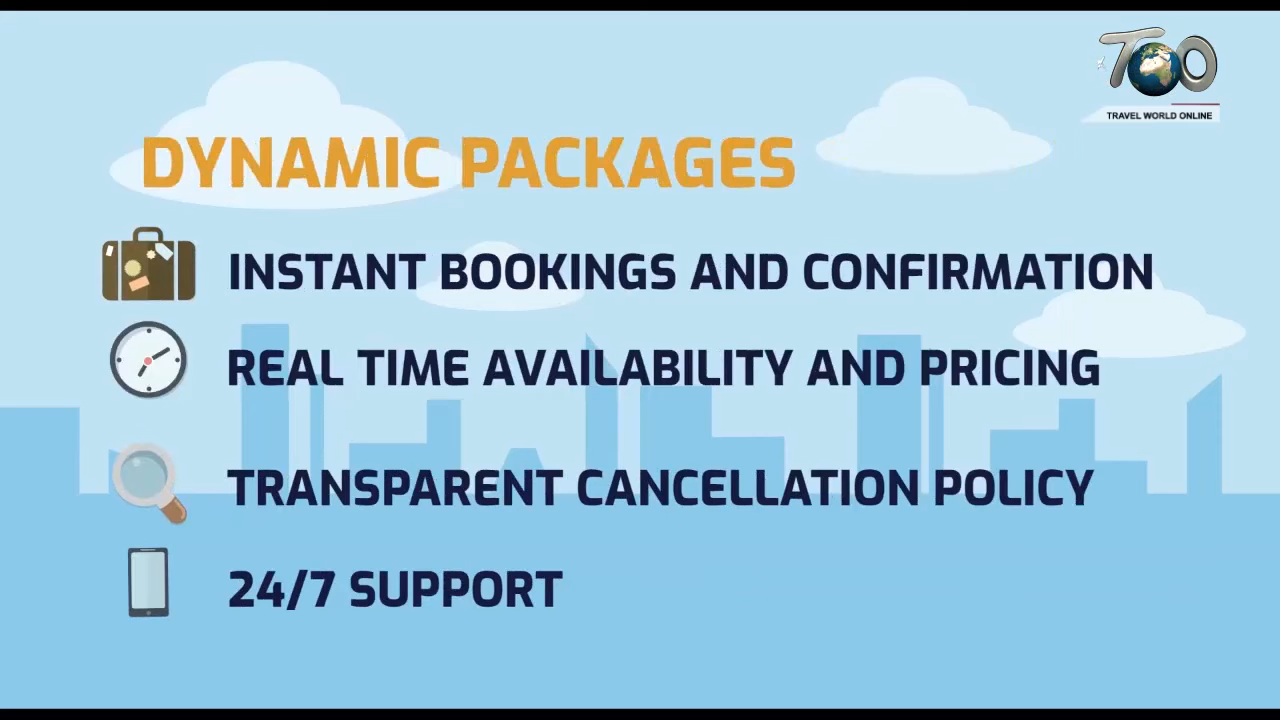 TWO
TRAVEL WORLD ONLINE
DYNAMIC PACKAGES
INSTANT BOOKINGS AND CONFIRMATION
REAL TIME AVAILABILITY AND PRICING
TRANSPARENT CANCELLATION POLICY
24/7 SUPPORT